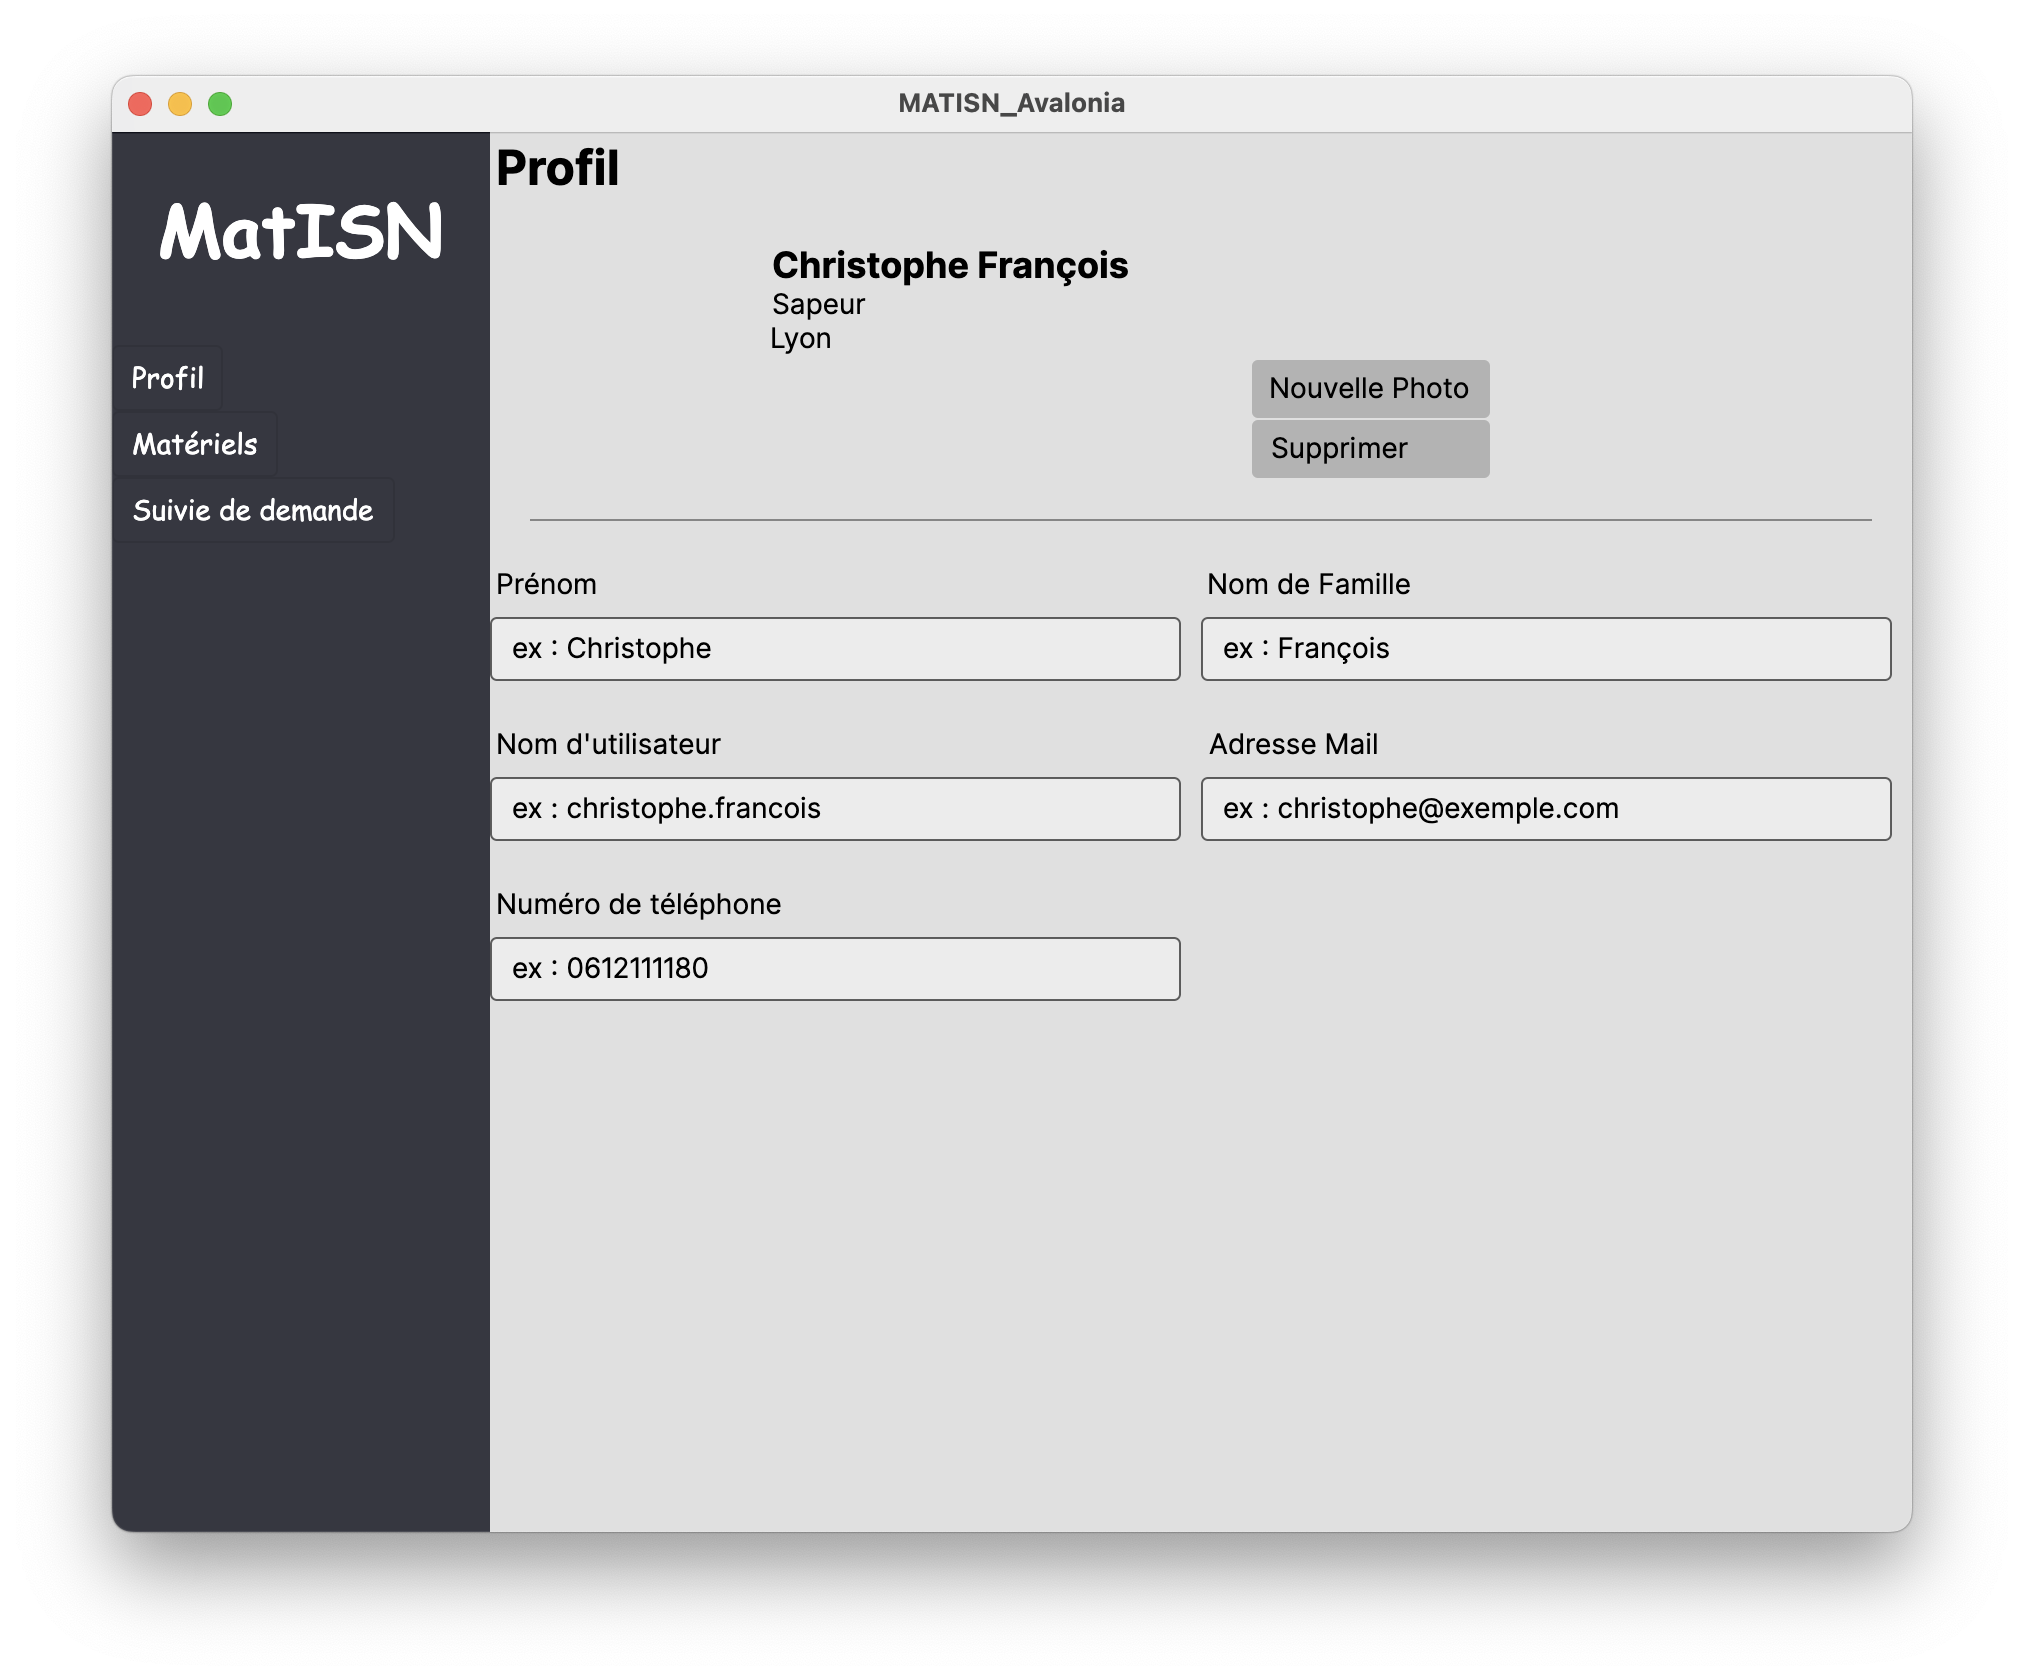 MATISN_Avalonia
MatISN
Profil
Matériels
Suivie de demande
Profil
Christophe François
Sapeur
Lyon
Nouvelle Photo
Supprimer
Prénom
Nom de Famille
ex : Christophe
ex : François
Nom d'utilisateur
Adresse Mail
ex : christophe.francois
ex : christophe@exemple.com
Numéro de téléphone
ex : 0612111180